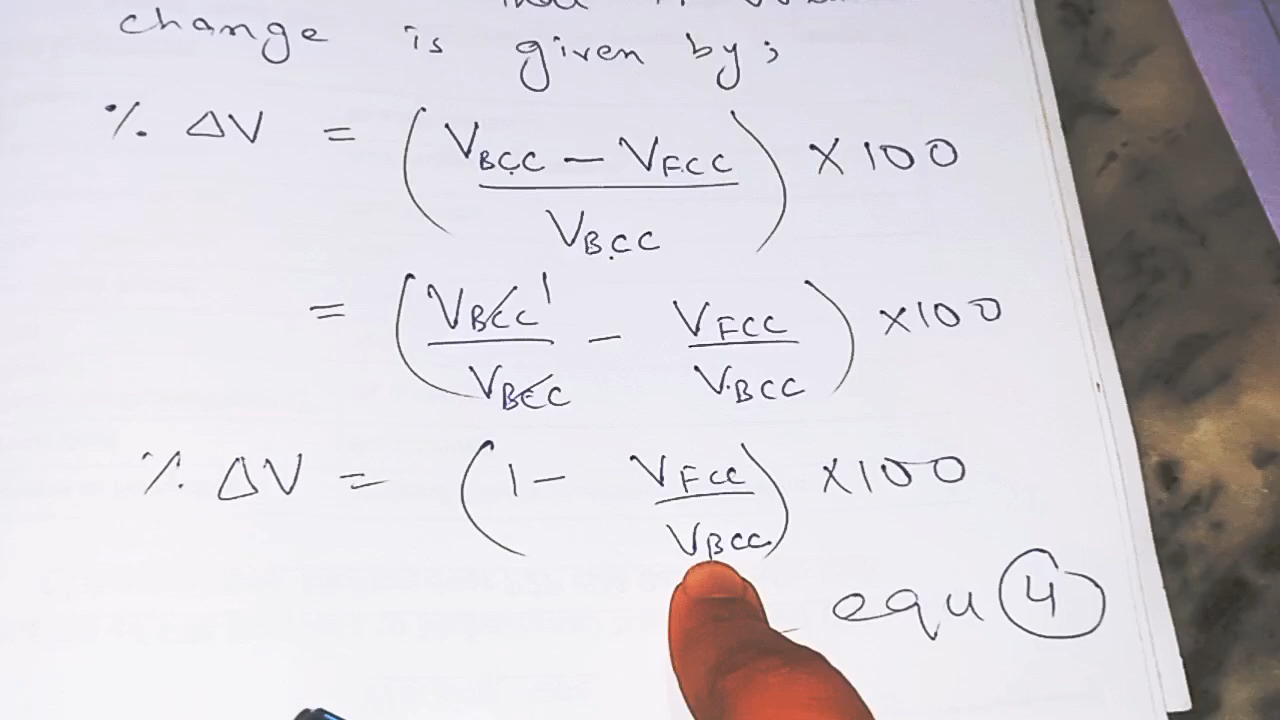 change is given by;
% ΔV = (V_BCC - V_FCC / V_BCC) × 100
= (V_BCC / V_BCC - V_FCC / V_BCC) × 100
% ΔV = (1 - V_FCC / V_BCC) × 100
equ 4